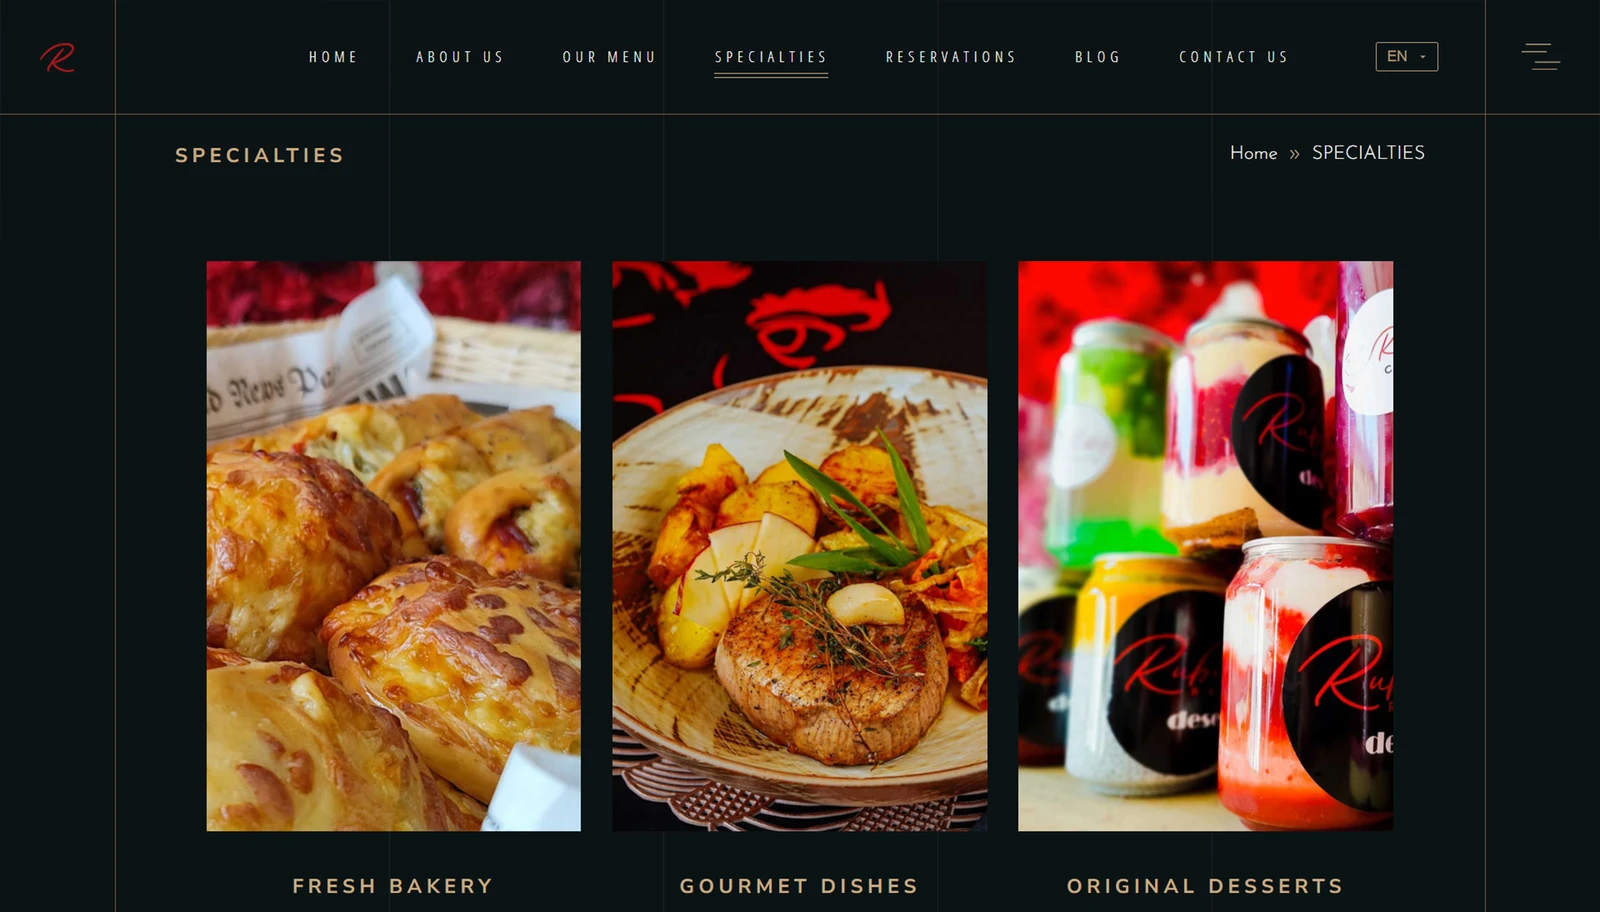 R
HOME ABOUT US OUR MENU SPECIALTIES RESERVATIONS BLOG CONTACT US EN
SPECIALTIES
Home » SPECIALTIES
News
R
FRESH BAKERY
GOURMET DISHES
ORIGINAL DESSERTS